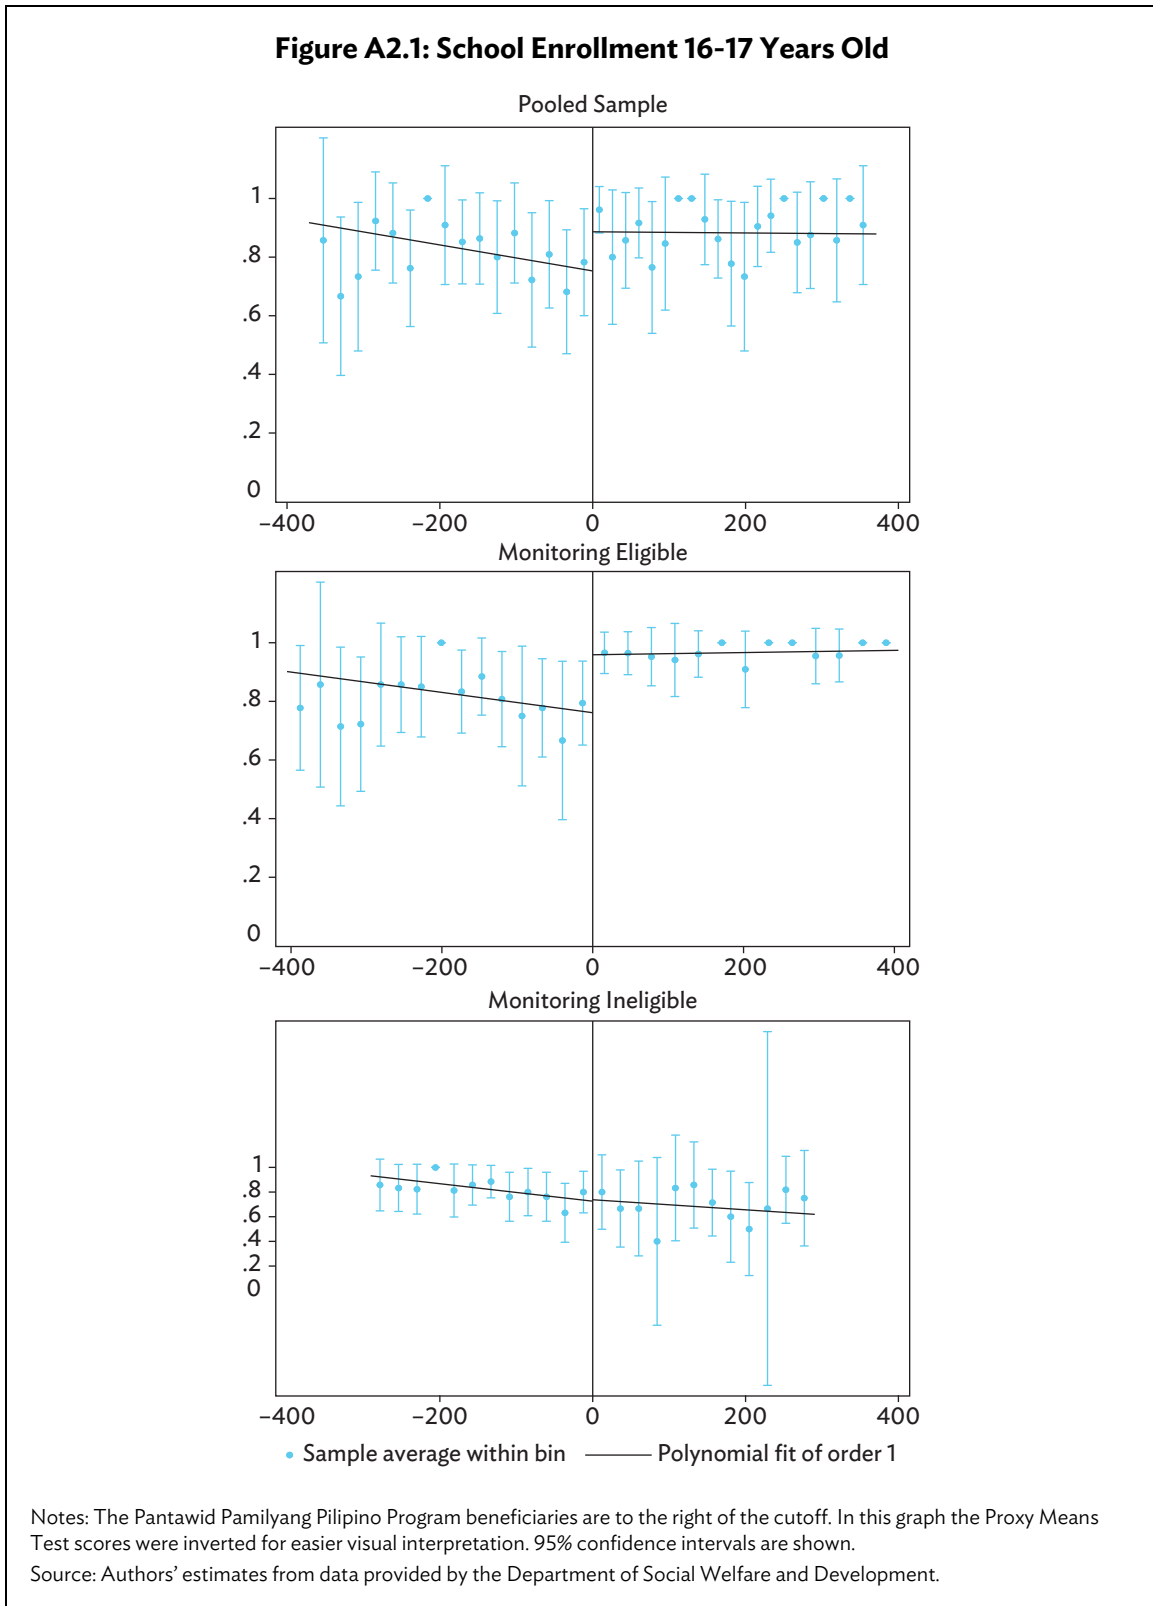 Figure A2.1: School Enrollment 16-17 Years Old
Pooled Sample
1
.8
.6
.4
.2
0
−400 −200 0 200 400
Monitoring Eligible
1
.8
.6
.4
.2
0
−400 −200 0 200 400
Monitoring Ineligible
1
.8
.6
.4
.2
0
−400 −200 0 200 400
Sample average within bin Polynomial fit of order 1
Notes: The Pantawid Pamilyang Pilipino Program beneficiaries are to the right of the cutoff. In this graph the Proxy Means
Test scores were inverted for easier visual interpretation. 95% confidence intervals are shown.
Source: Authors’ estimates from data provided by the Department of Social Welfare and Development.